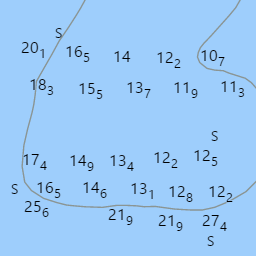 S
20₁ 16₅ 14 12₂ 10₇
18₃ 15₅ 13₇ 11₉ 11₃
S
17₄ 14₉ 13₄ 12₂ 12₅
S 16₅ 14₆ 13₁ 12₈ 12₂
25₆ 21₉ 21₉ 27₄
S